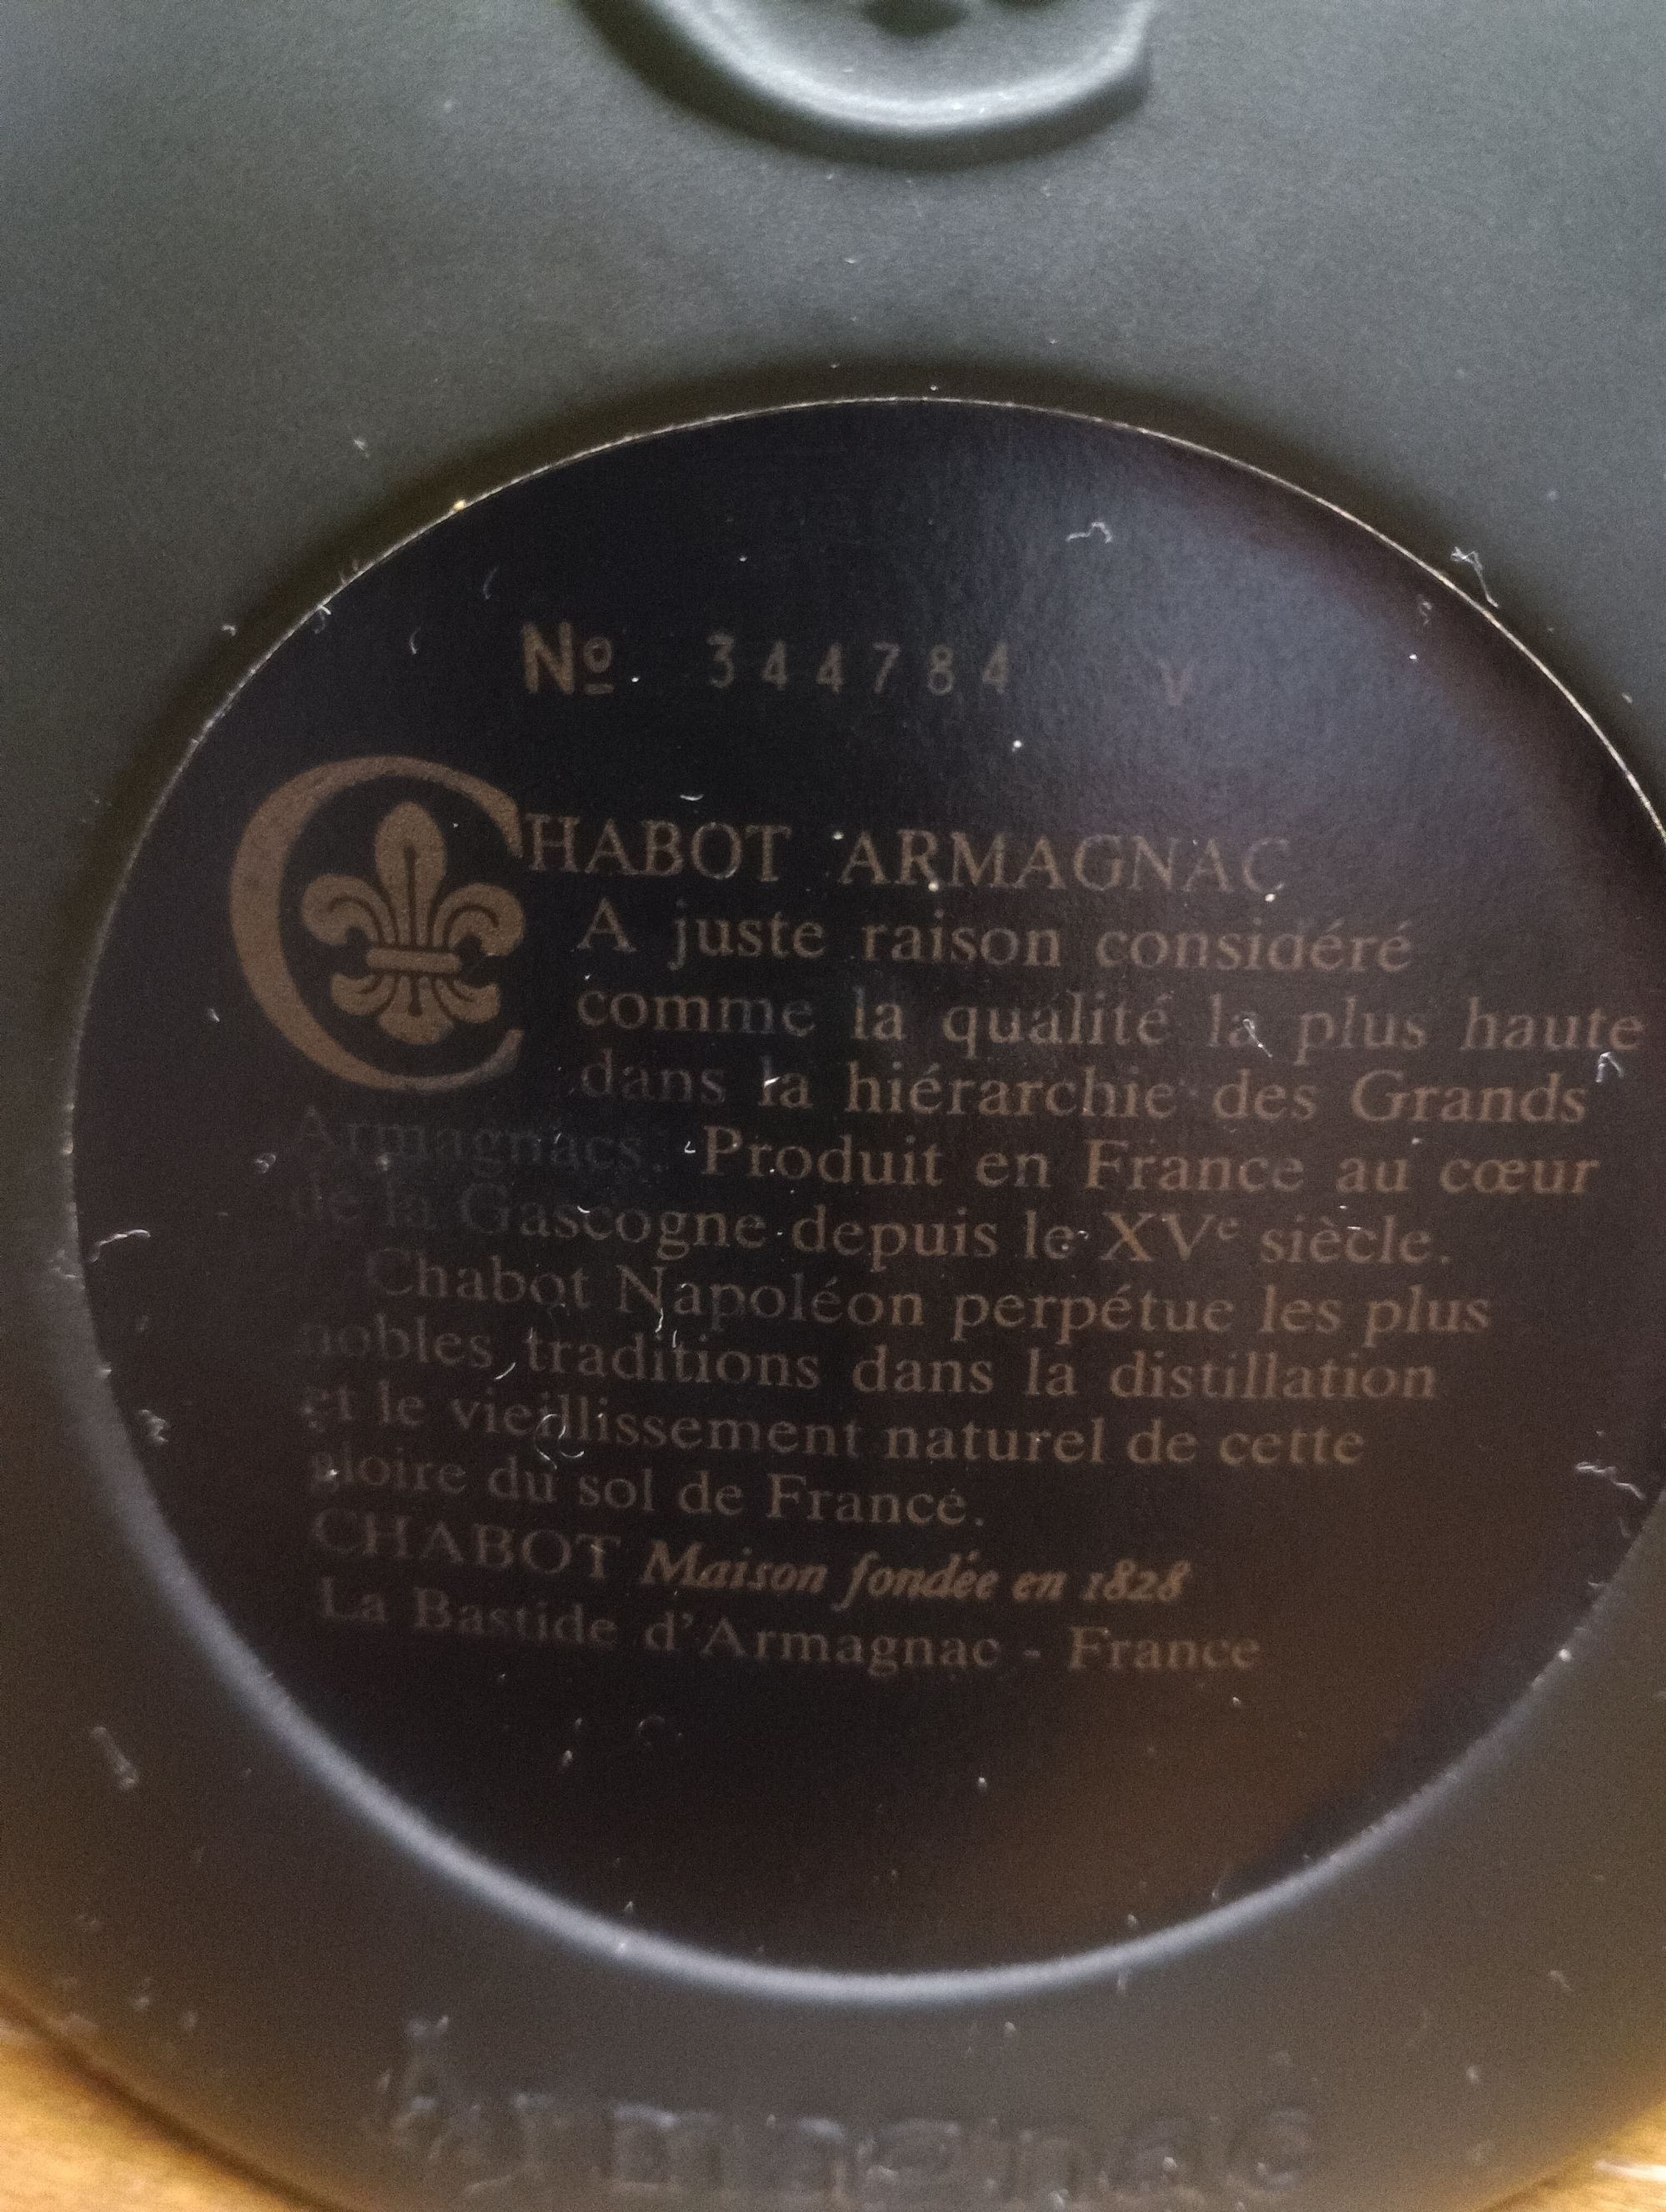 Nº 344784 V
CHABOT ARMAGNAC
A juste raison considéré
comme la qualité la plus haute
dans la hiérarchie des Grands
Armagnacs. Produit en France au cœur
de la Gascogne depuis le XVe siècle.
Chabot Napoléon perpétue les plus
nobles traditions dans la distillation
et le vieillissement naturel de cette
gloire du sol de France.
CHABOT Maison fondée en 1828
La Bastide d'Armagnac - France
Armagnac